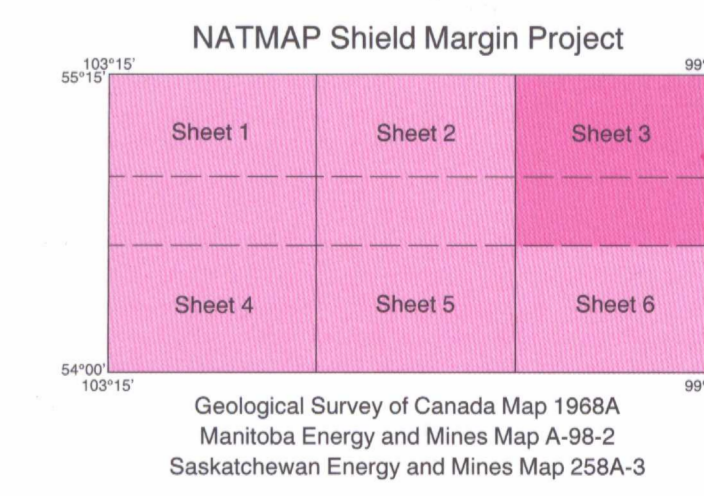 NATMAP Shield Margin Project
103°15' 99°
55°15'
Sheet 1 Sheet 2 Sheet 3
Sheet 4 Sheet 5 Sheet 6
54°00'
103°15' 99°
Geological Survey of Canada Map 1968A
Manitoba Energy and Mines Map A-98-2
Saskatchewan Energy and Mines Map 258A-3